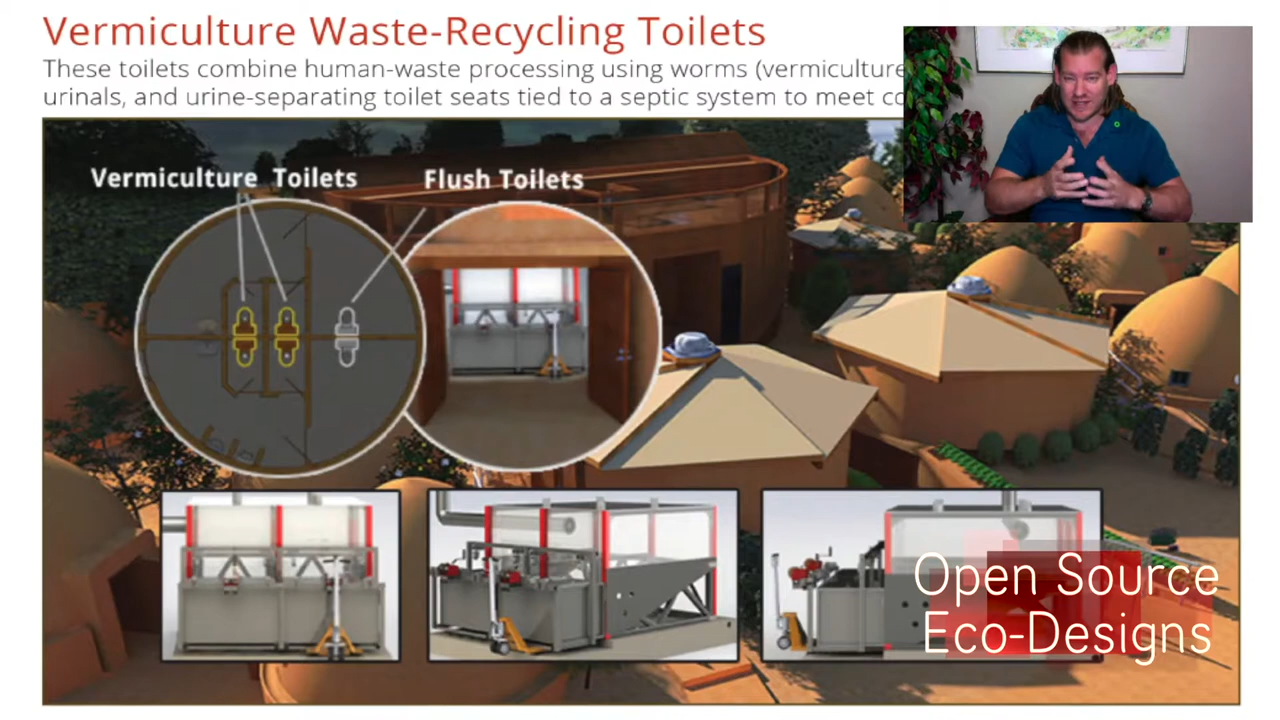 Vermiculture Waste-Recycling Toilets
These toilets combine human-waste processing using worms (vermiculture
urinals, and urine-separating toilet seats tied to a septic system to meet
Vermiculture Toilets
Flush Toilets
Open Source
Eco-Designs